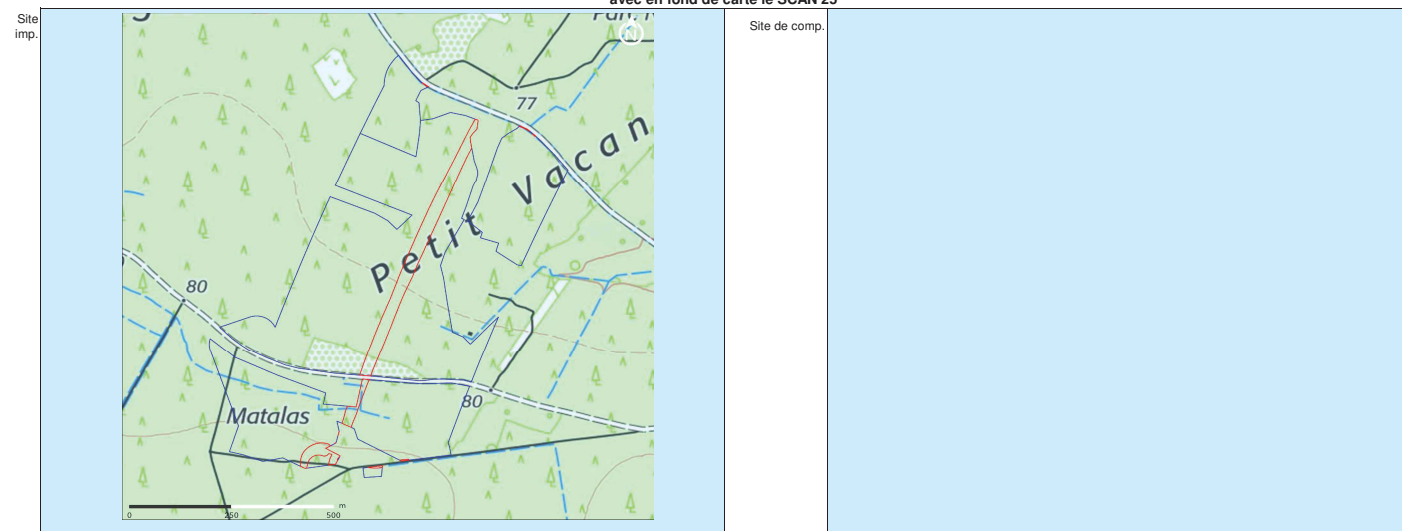 avec en fond de carte le SCAN 25
Site
imp.
Site de comp.
N
77
Petit Vacan
80
80
Matalas
0 250 500 m